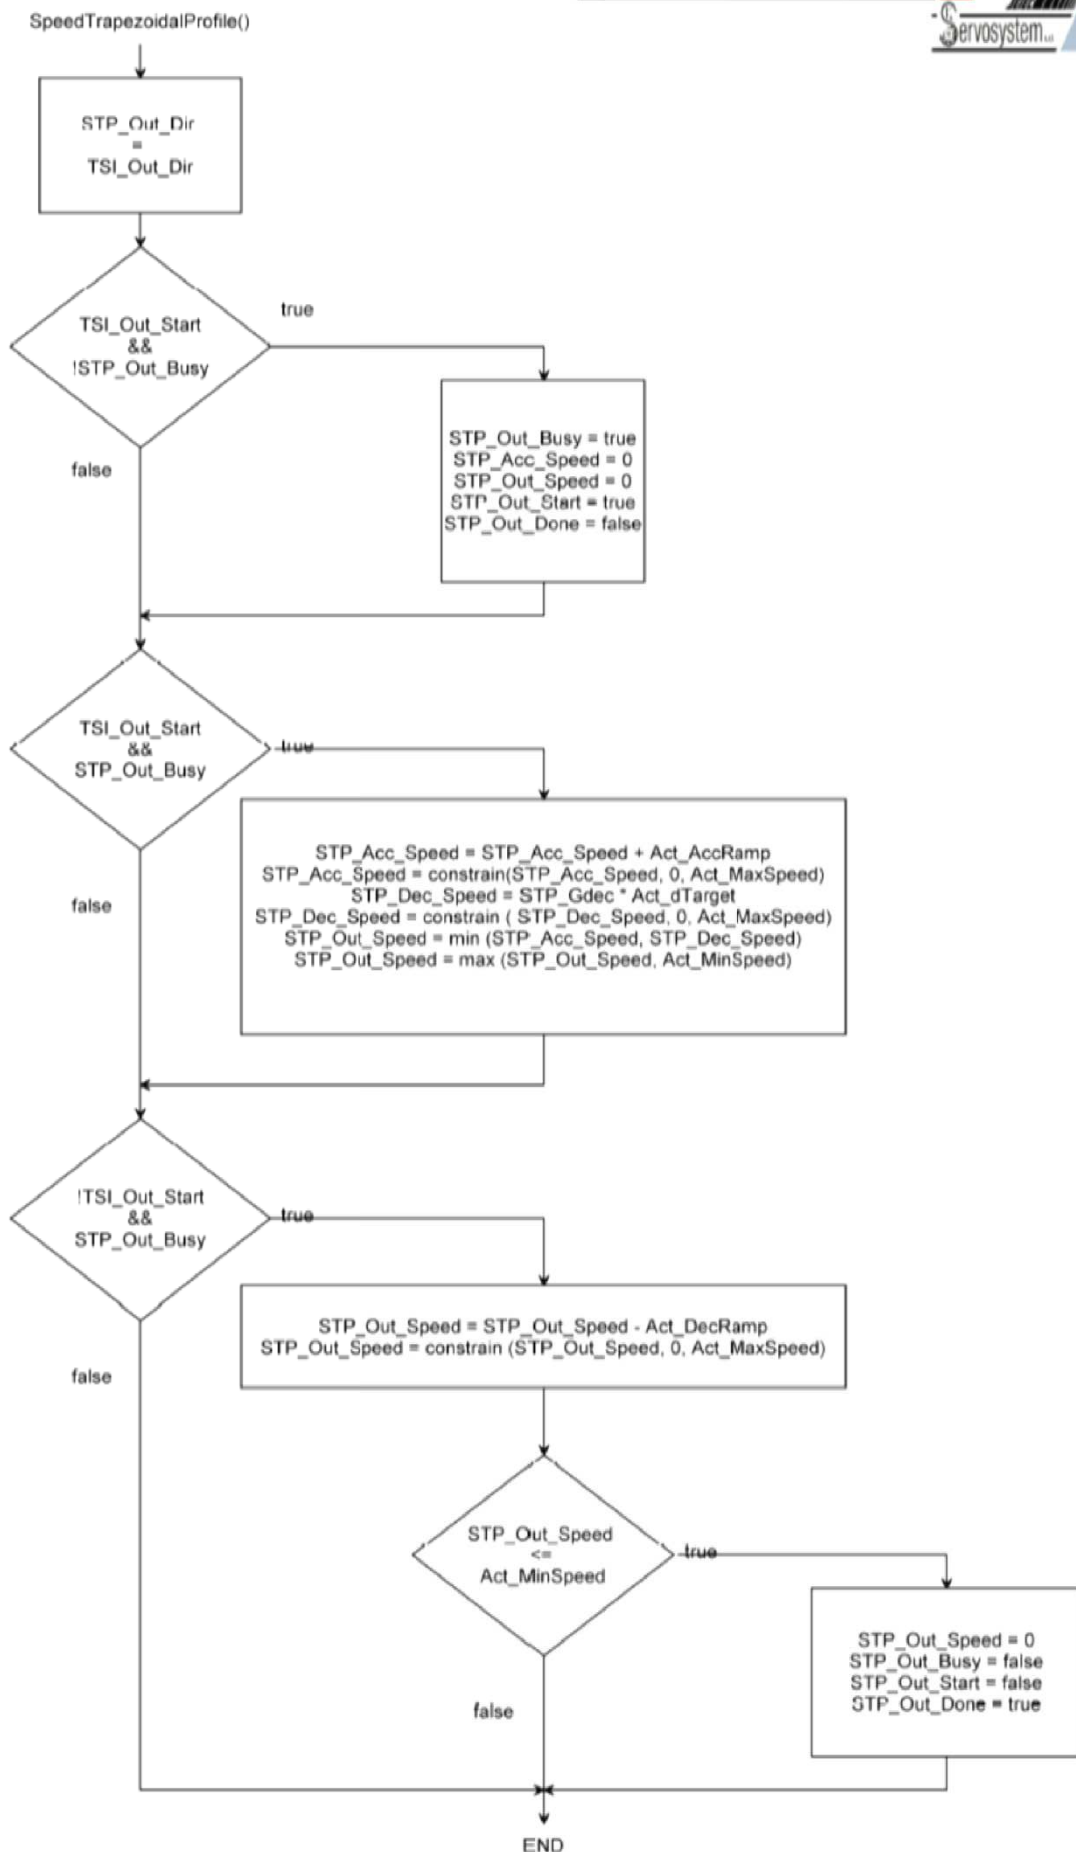 SpeedTrapezoidalProfile()
Servosystem
STP_Out_Dir
=
TSI_Out_Dir
TSI_Out_Start
&&
!STP_Out_Busy
true
false
STP_Out_Busy = true
STP_Acc_Speed = 0
STP_Out_Speed = 0
STP_Out_Start = true
STP_Out_Done = false
TSI_Out_Start
&&
STP_Out_Busy
true
false
STP_Acc_Speed = STP_Acc_Speed + Act_AccRamp
STP_Acc_Speed = constrain(STP_Acc_Speed, 0, Act_MaxSpeed)
STP_Dec_Speed = STP_Gdec * Act_dTarget
STP_Dec_Speed = constrain ( STP_Dec_Speed, 0, Act_MaxSpeed)
STP_Out_Speed = min (STP_Acc_Speed, STP_Dec_Speed)
STP_Out_Speed = max (STP_Out_Speed, Act_MinSpeed)
!TSI_Out_Start
&&
STP_Out_Busy
true
false
STP_Out_Speed = STP_Out_Speed - Act_DecRamp
STP_Out_Speed = constrain (STP_Out_Speed, 0, Act_MaxSpeed)
STP_Out_Speed
<=
Act_MinSpeed
true
false
STP_Out_Speed = 0
STP_Out_Busy = false
STP_Out_Start = false
STP_Out_Done = true
END